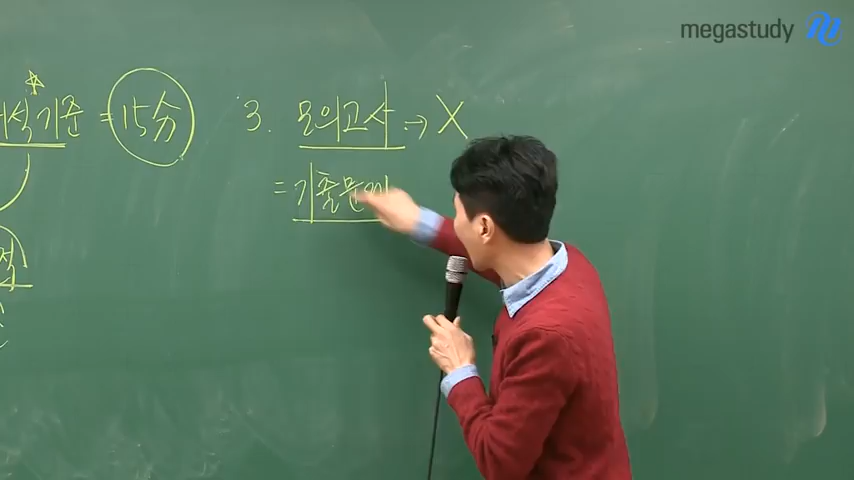 megastudy
기준 = 15分
3. 모의고사 → X
= 기출문제